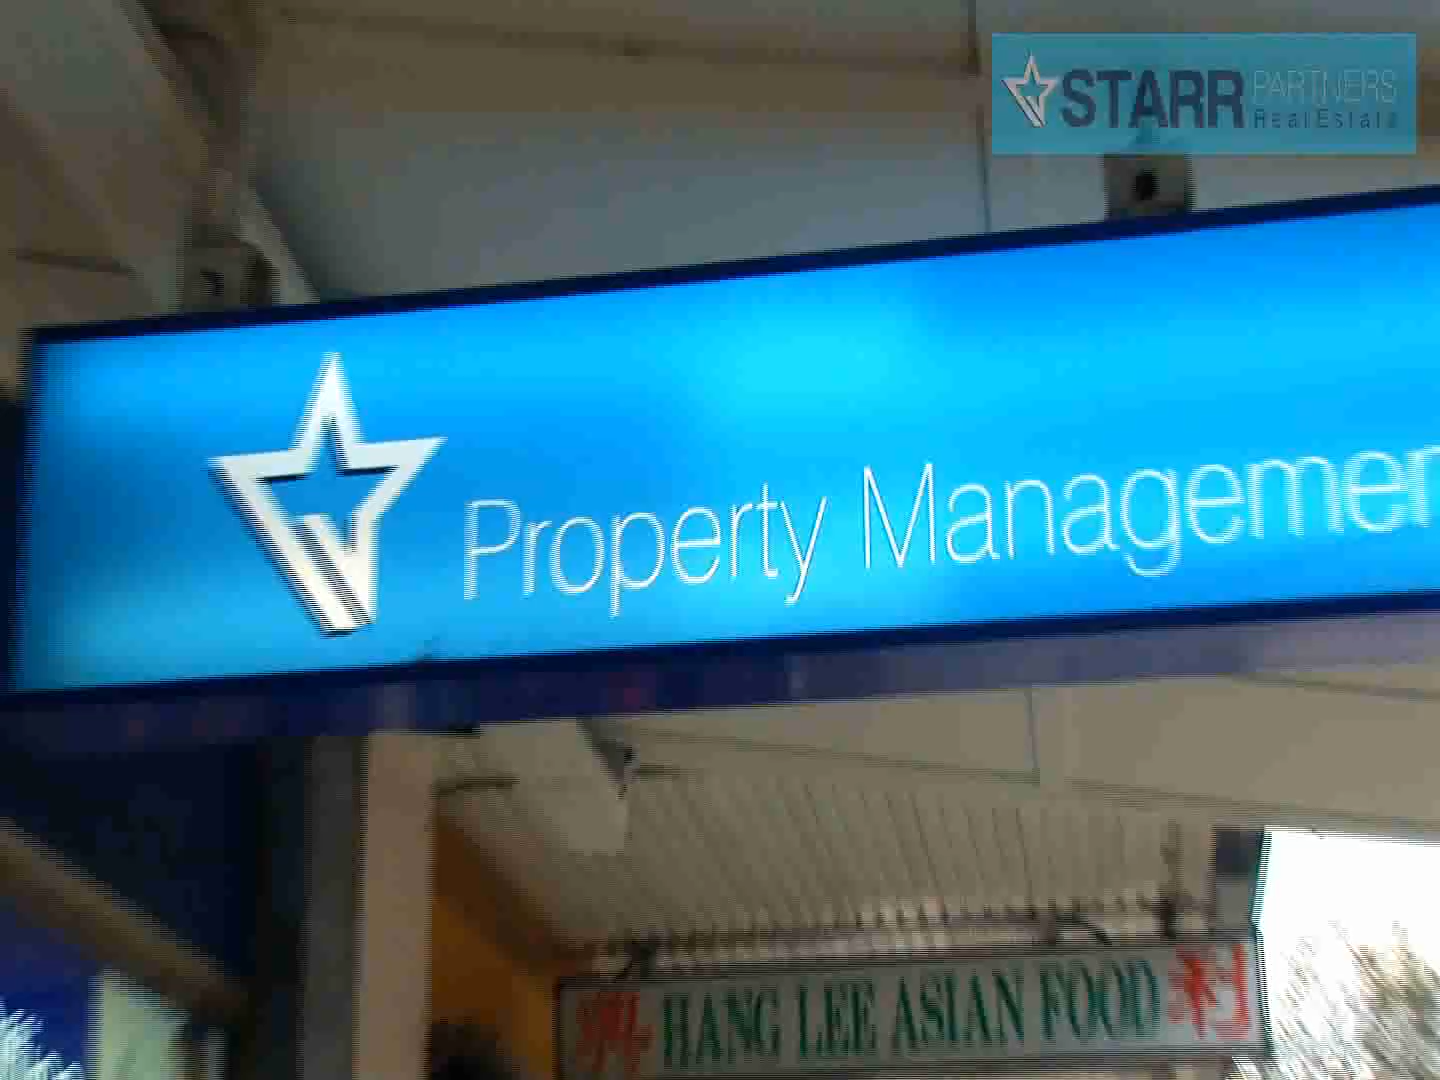 STARR PARTNERS
Real Estate
Property Managemen
HANG LEE ASIAN FOOD